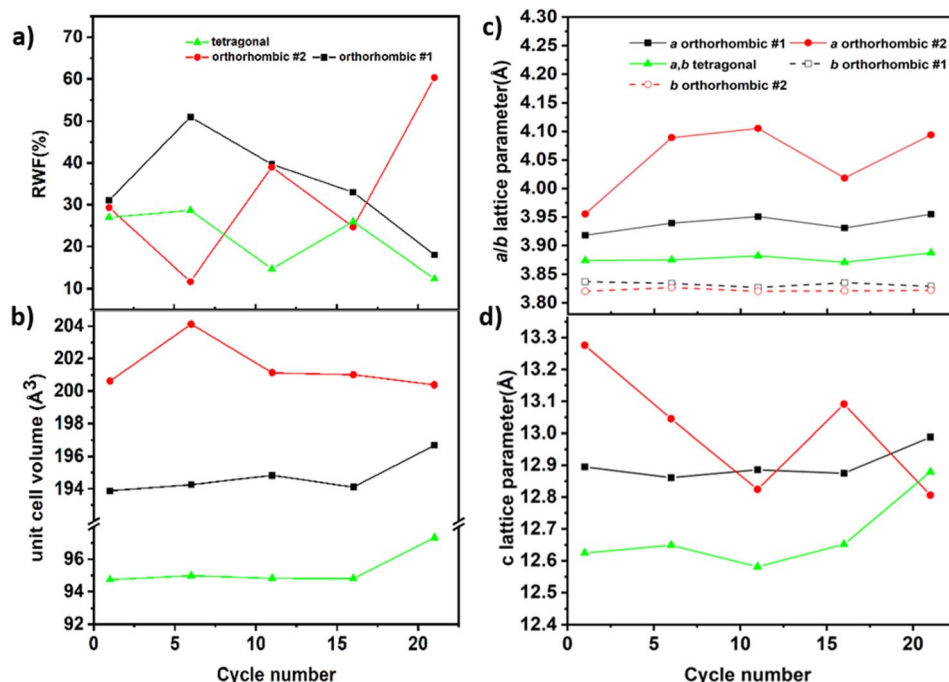 a)
tetragonal
orthorhombic #2 orthorhombic #1
RWF(%)
70
60
50
40
30
20
10
b)
unit cell volume (Å3)
204
202
200
198
196
194
96
94
92
0 5 10 15 20
Cycle number
c)
a orthorhombic #1 a orthorhombic #2
a,b tetragonal b orthorhombic #1
b orthorhombic #2
a/b lattice parameter(Å)
4.30
4.25
4.20
4.15
4.10
4.05
4.00
3.95
3.90
3.85
3.80
d)
c lattice parameter(Å)
13.3
13.2
13.1
13.0
12.9
12.8
12.7
12.6
12.5
12.4
0 5 10 15 20
Cycle number